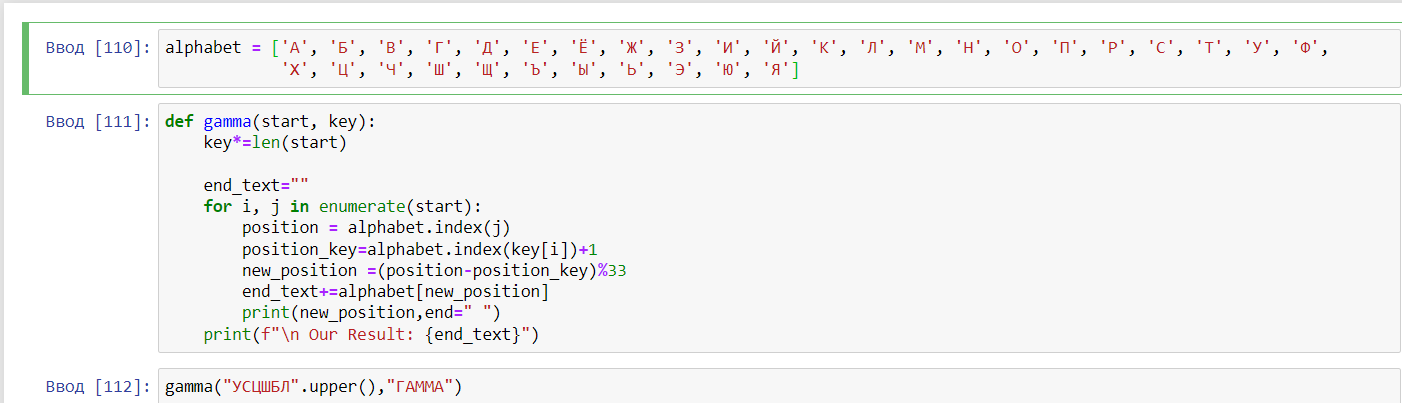 Ввод [110]: alphabet = ['А', 'Б', 'В', 'Г', 'Д', 'Е', 'Ё', 'Ж', 'З', 'И', 'Й', 'К', 'Л', 'М', 'Н', 'О', 'П', 'Р', 'С', 'Т', 'У', 'Ф',
'Х', 'Ц', 'Ч', 'Ш', 'Щ', 'Ъ', 'Ы', 'Ь', 'Э', 'Ю', 'Я']
Ввод [111]: def gamma(start, key):
    key*=len(start)

    end_text=""
    for i, j in enumerate(start):
        position = alphabet.index(j)
        position_key=alphabet.index(key[i])+1
        new_position =(position-position_key)%33
        end_text+=alphabet[new_position]
        print(new_position,end=" ")
    print(f"\n Our Result: {end_text}")
Ввод [112]: gamma("УСЦШБЛ".upper(),"ГАММА")